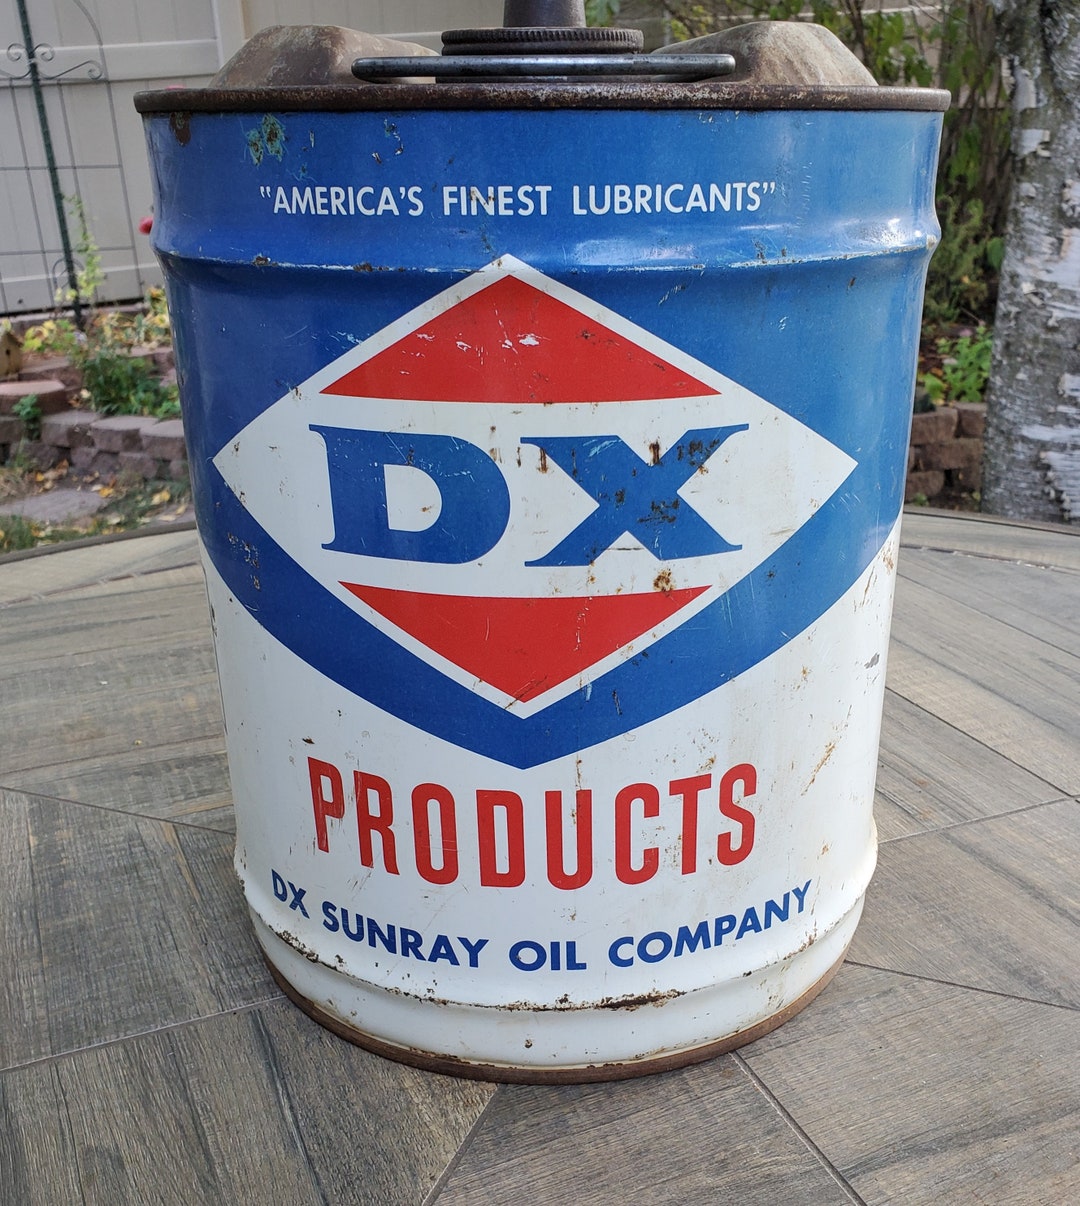 "AMERICA'S FINEST LUBRICANTS"
DX
PRODUCTS
DX SUNRAY OIL COMPANY